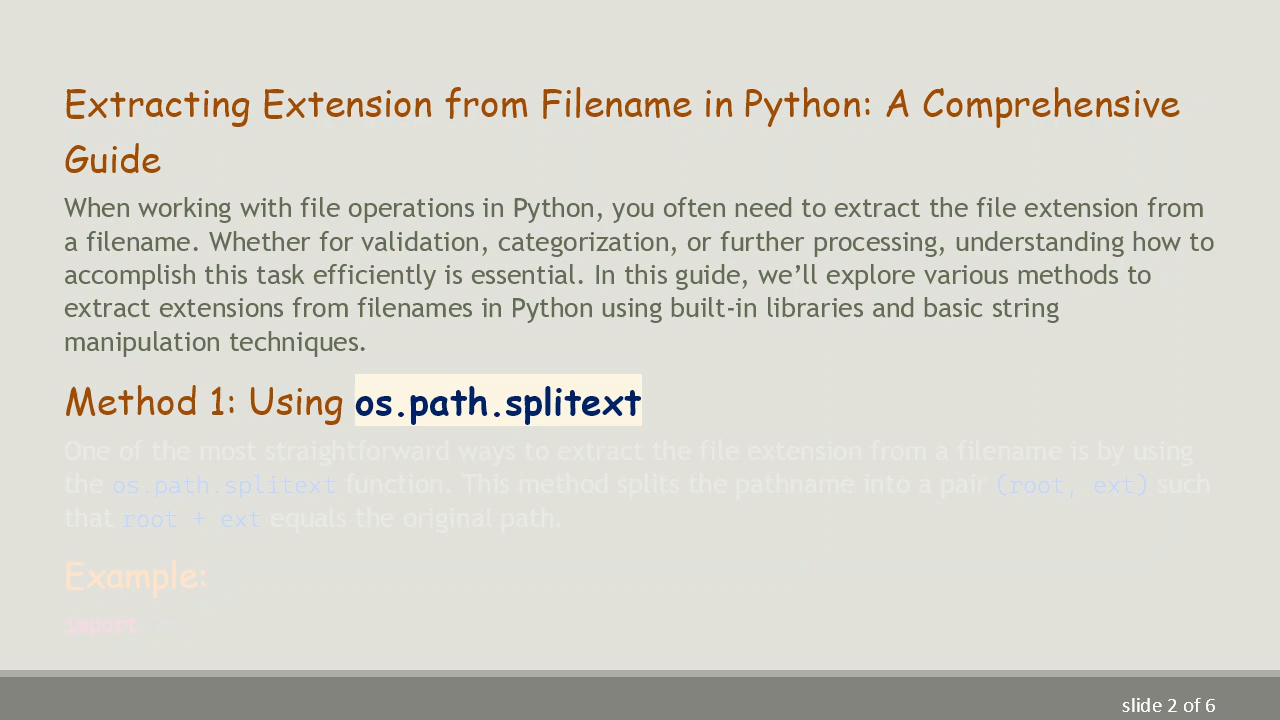 Extracting Extension from Filename in Python: A Comprehensive
Guide
When working with file operations in Python, you often need to extract the file extension from
a filename. Whether for validation, categorization, or further processing, understanding how to
accomplish this task efficiently is essential. In this guide, we’ll explore various methods to
extract extensions from filenames in Python using built-in libraries and basic string
manipulation techniques.
Method 1: Using os.path.splitext
One of the most straightforward ways to extract the file extension from a filename is by using
the os.path.splitext function. This method splits the pathname into a pair (root, ext) such
that root + ext equals the original path.
Example:
import
slide 2 of 6